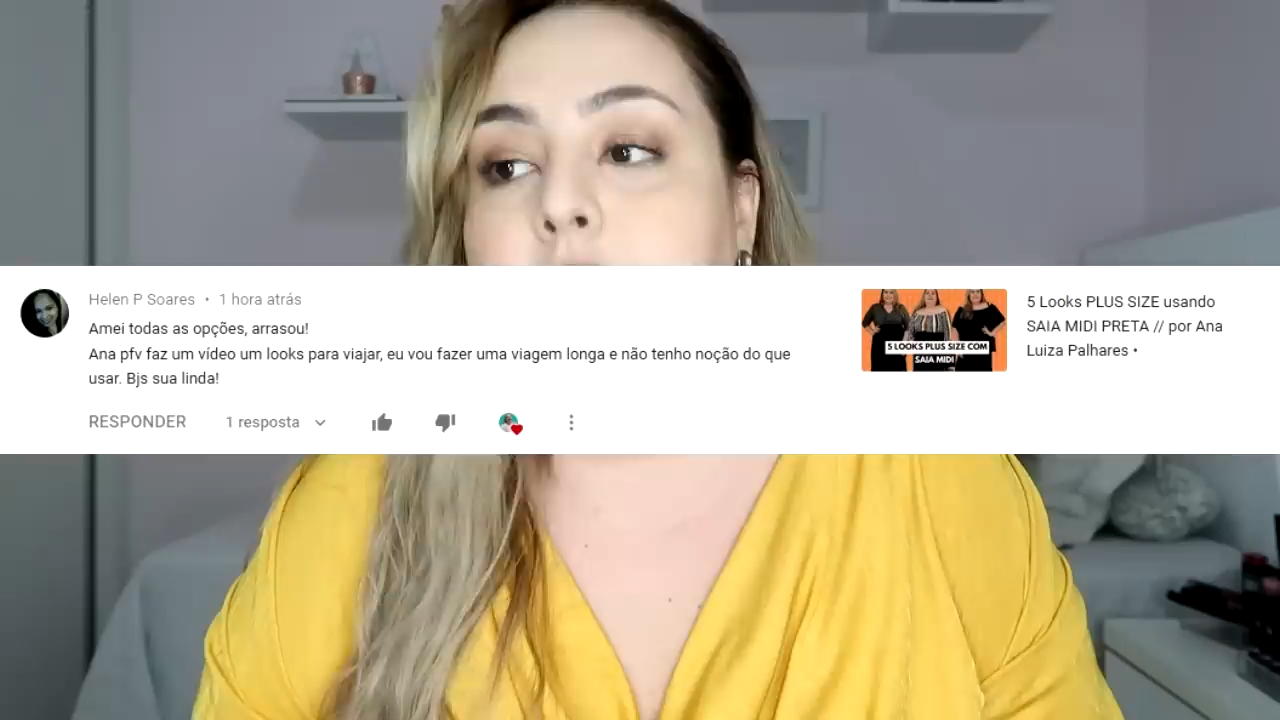 Helen P Soares • 1 hora atrás
Amei todas as opções, arrasou!
Ana pfv faz um vídeo um looks para viajar, eu vou fazer uma viagem longa e não tenho noção do que
usar. Bjs sua linda!
RESPONDER 1 resposta
5 LOOKS PLUS SIZE COM
SAIA MIDI
5 Looks PLUS SIZE usando
SAIA MIDI PRETA // por Ana
Luiza Palhares •